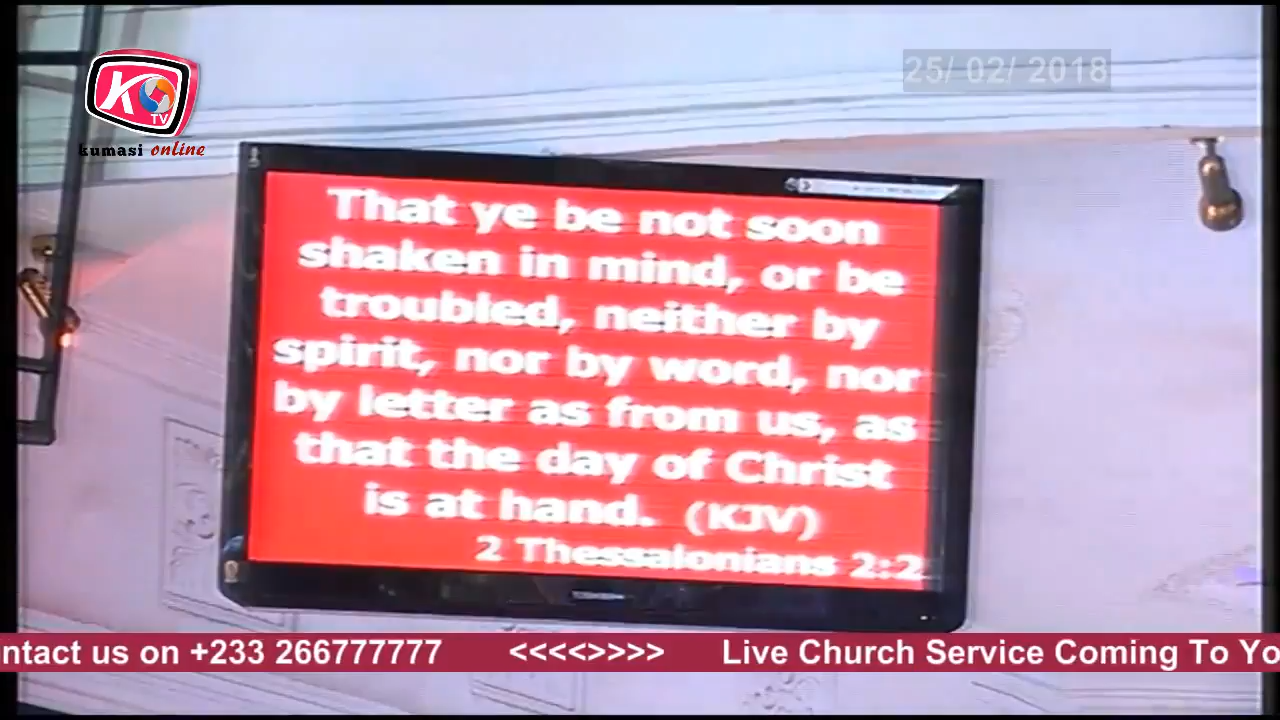 K TV
kumasi online
25/ 02/ 2018
That ye be not soon
shaken in mind, or be
troubled, neither by
spirit, nor by word, nor
by letter as from us, as
that the day of Christ
is at hand. (KJV)
2 Thessalonians 2:2
TOSHIBA
ntact us on +233 266777777 <<<<>>>> Live Church Service Coming To Yo